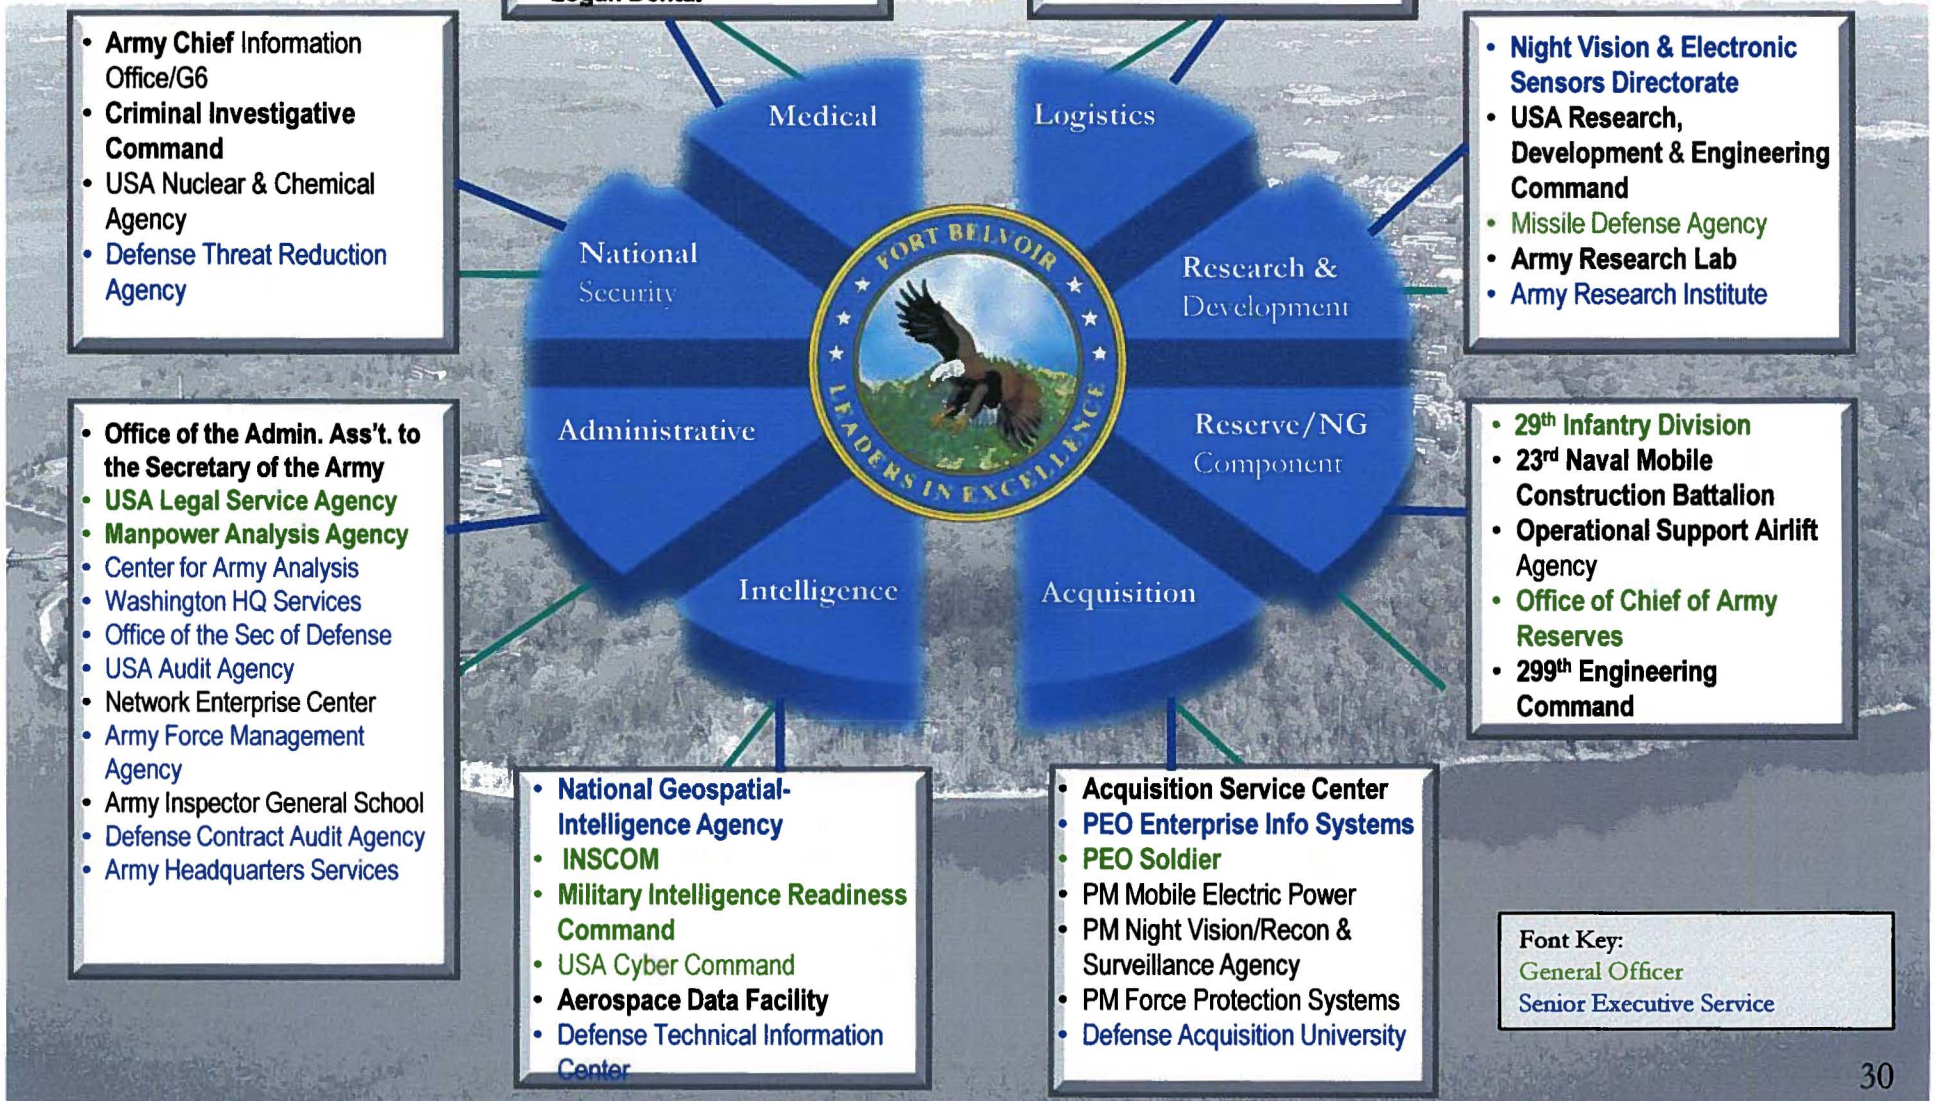 Logan Dental
• Army Chief Information
Office/G6
• Criminal Investigative
Command
• USA Nuclear & Chemical
Agency
• Defense Threat Reduction
Agency
• Night Vision & Electronic
Sensors Directorate
• USA Research,
Development & Engineering
Command
• Missile Defense Agency
• Army Research Lab
• Army Research Institute
Medical
Logistics
National
Security
Research &
Development
FORT BELVOIR
LEADERS IN EXCELLENCE
Administrative
Reserve/NG
Component
Intelligence
Acquisition
• Office of the Admin. Ass't. to
the Secretary of the Army
• USA Legal Service Agency
• Manpower Analysis Agency
• Center for Army Analysis
• Washington HQ Services
• Office of the Sec of Defense
• USA Audit Agency
• Network Enterprise Center
• Army Force Management
Agency
• Army Inspector General School
• Defense Contract Audit Agency
• Army Headquarters Services
• 29th Infantry Division
• 23rd Naval Mobile
Construction Battalion
• Operational Support Airlift
Agency
• Office of Chief of Army
Reserves
• 299th Engineering
Command
• National Geospatial-
Intelligence Agency
• INSCOM
• Military Intelligence Readiness
Command
• USA Cyber Command
• Aerospace Data Facility
• Defense Technical Information
Center
• Acquisition Service Center
• PEO Enterprise Info Systems
• PEO Soldier
• PM Mobile Electric Power
• PM Night Vision/Recon &
Surveillance Agency
• PM Force Protection Systems
• Defense Acquisition University
Font Key:
General Officer
Senior Executive Service
30